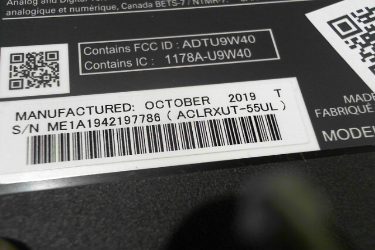 Analog and Digital
analogique et numérique, Canada BETS-7 / NTMR-7
Contains FCC ID : ADTU9W40
Contains IC : 1178A-U9W40
MANUFACTURED: OCTOBER 2019 T
S/N ME1A1942197786 ( ACLRXUT-55UL )
MADE
FABRIQUÉ
MODEL